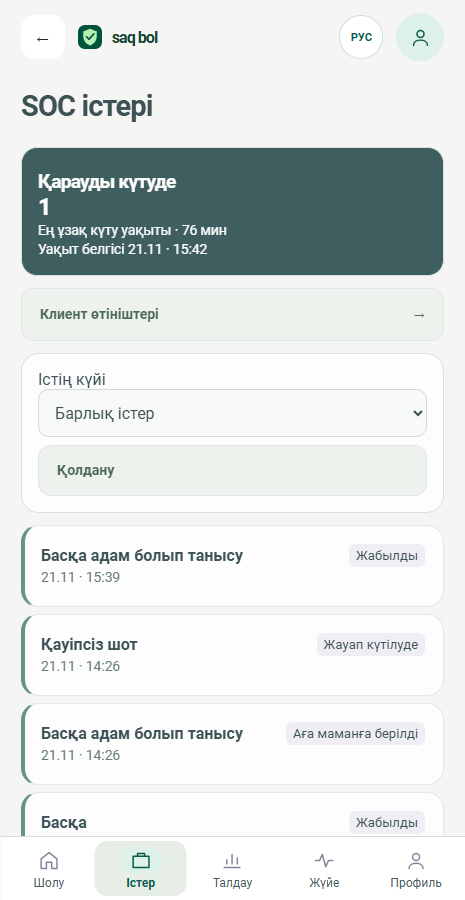 ←
saq bol
РУС
SOC істері
Қарауды күтуде
1
Ең ұзақ күту уақыты · 76 мин
Уақыт белгісі 21.11 · 15:42
Клиент өтініштері →
Істің күйі
Барлық істер
Қолдану
Басқа адам болып танысу Жабылды
21.11 · 15:39
Қауіпсіз шот Жауап күтілуде
21.11 · 14:26
Басқа адам болып танысу Аға маманға берілді
21.11 · 14:26
Басқа Жабылды
Шолу Істер Талдау Жүйе Профиль